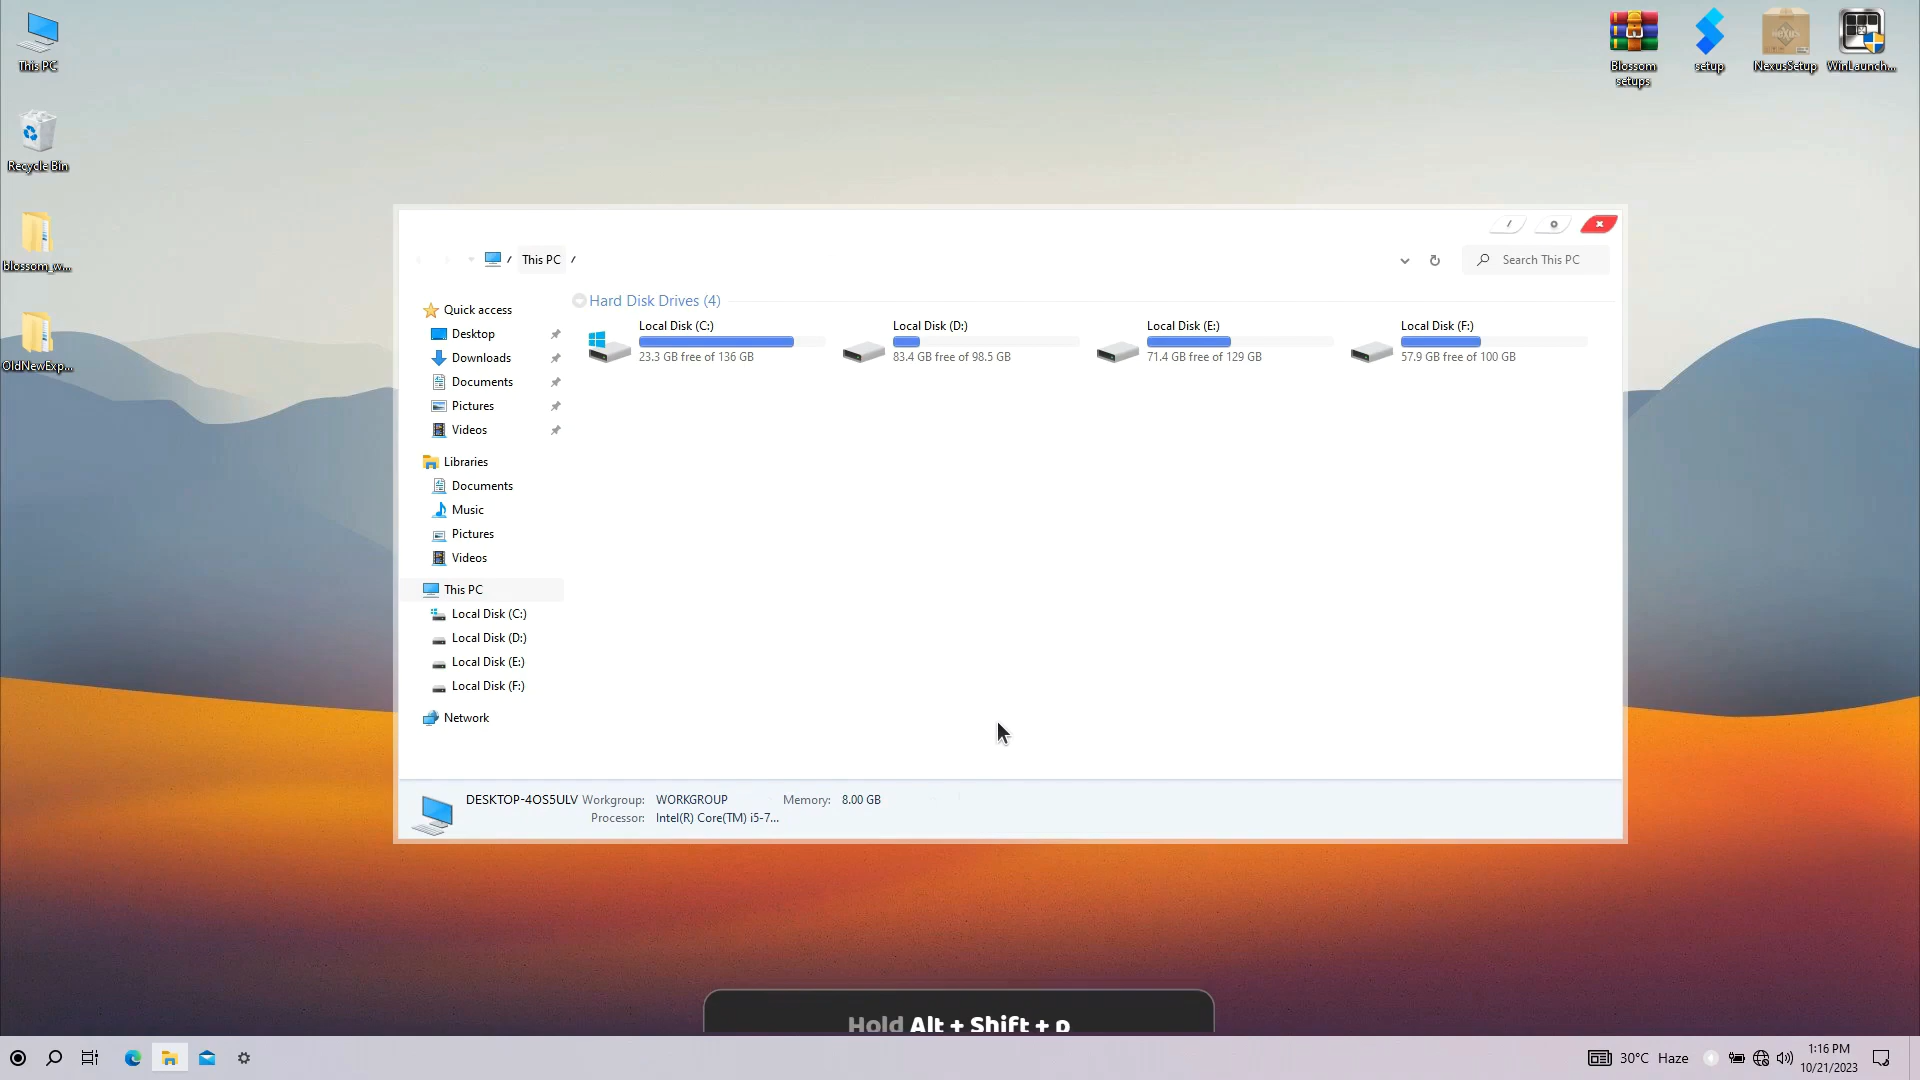 This PC
Recycle Bin
blossom_w...
OldNewExp...
Blossom
setups
setup
NexusSetup
WinLaunch...
This PC
Search This PC
Quick access
Desktop
Downloads
Documents
Pictures
Videos
Libraries
Documents
Music
Pictures
Videos
This PC
Local Disk (C:)
Local Disk (D:)
Local Disk (E:)
Local Disk (F:)
Network
Hard Disk Drives (4)
Local Disk (C:)
23.3 GB free of 136 GB
Local Disk (D:)
83.4 GB free of 98.5 GB
Local Disk (E:)
71.4 GB free of 129 GB
Local Disk (F:)
57.9 GB free of 100 GB
DESKTOP-4OS5ULV Workgroup: WORKGROUP Memory: 8.00 GB
Processor: Intel(R) Core(TM) i5-7...
Hold Alt + Shift + p
30°C Haze
1:16 PM
10/21/2023